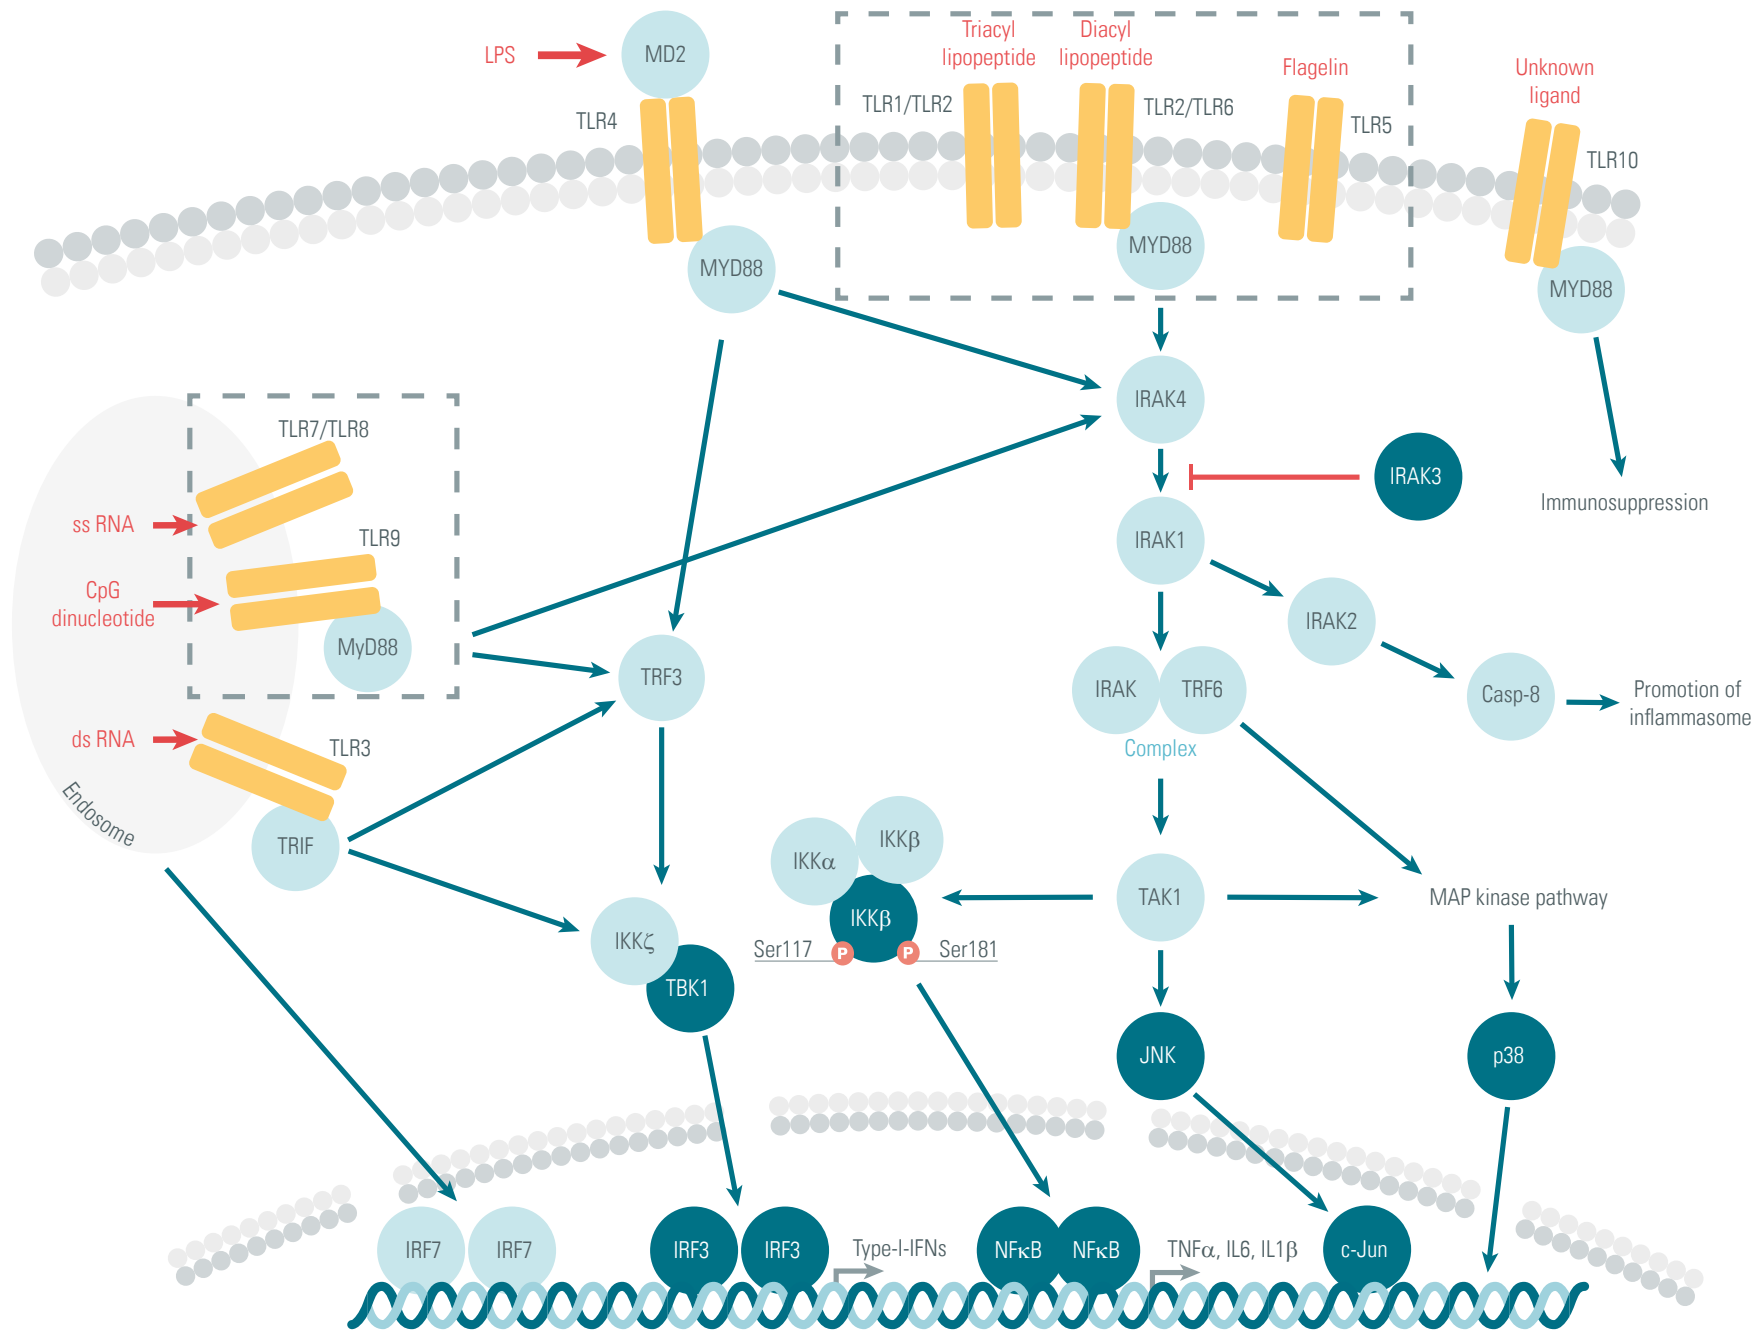 LPS
MD2
TLR4
MYD88
Triacyl
lipopeptide
TLR1/TLR2
Diacyl
lipopeptide
TLR2/TLR6
MYD88
Flagelin
TLR5
Unknown
ligand
TLR10
MYD88
Immunosuppression
TLR7/TLR8
ss RNA
TLR9
CpG
dinucleotide
MyD88
ds RNA
TLR3
Endosome
TRIF
TRF3
IRAK4
IRAK3
IRAK1
IRAK2
IRAK
TRF6
Complex
Casp-8
Promotion of
inflammasome
IKKα
IKKβ
IKKβ
P
P
Ser117
Ser181
TAK1
MAP kinase pathway
IKKζ
TBK1
JNK
p38
IRF7
IRF7
IRF3
IRF3
Type-I-IFNs
NFκB
NFκB
TNFα, IL6, IL1β
c-Jun